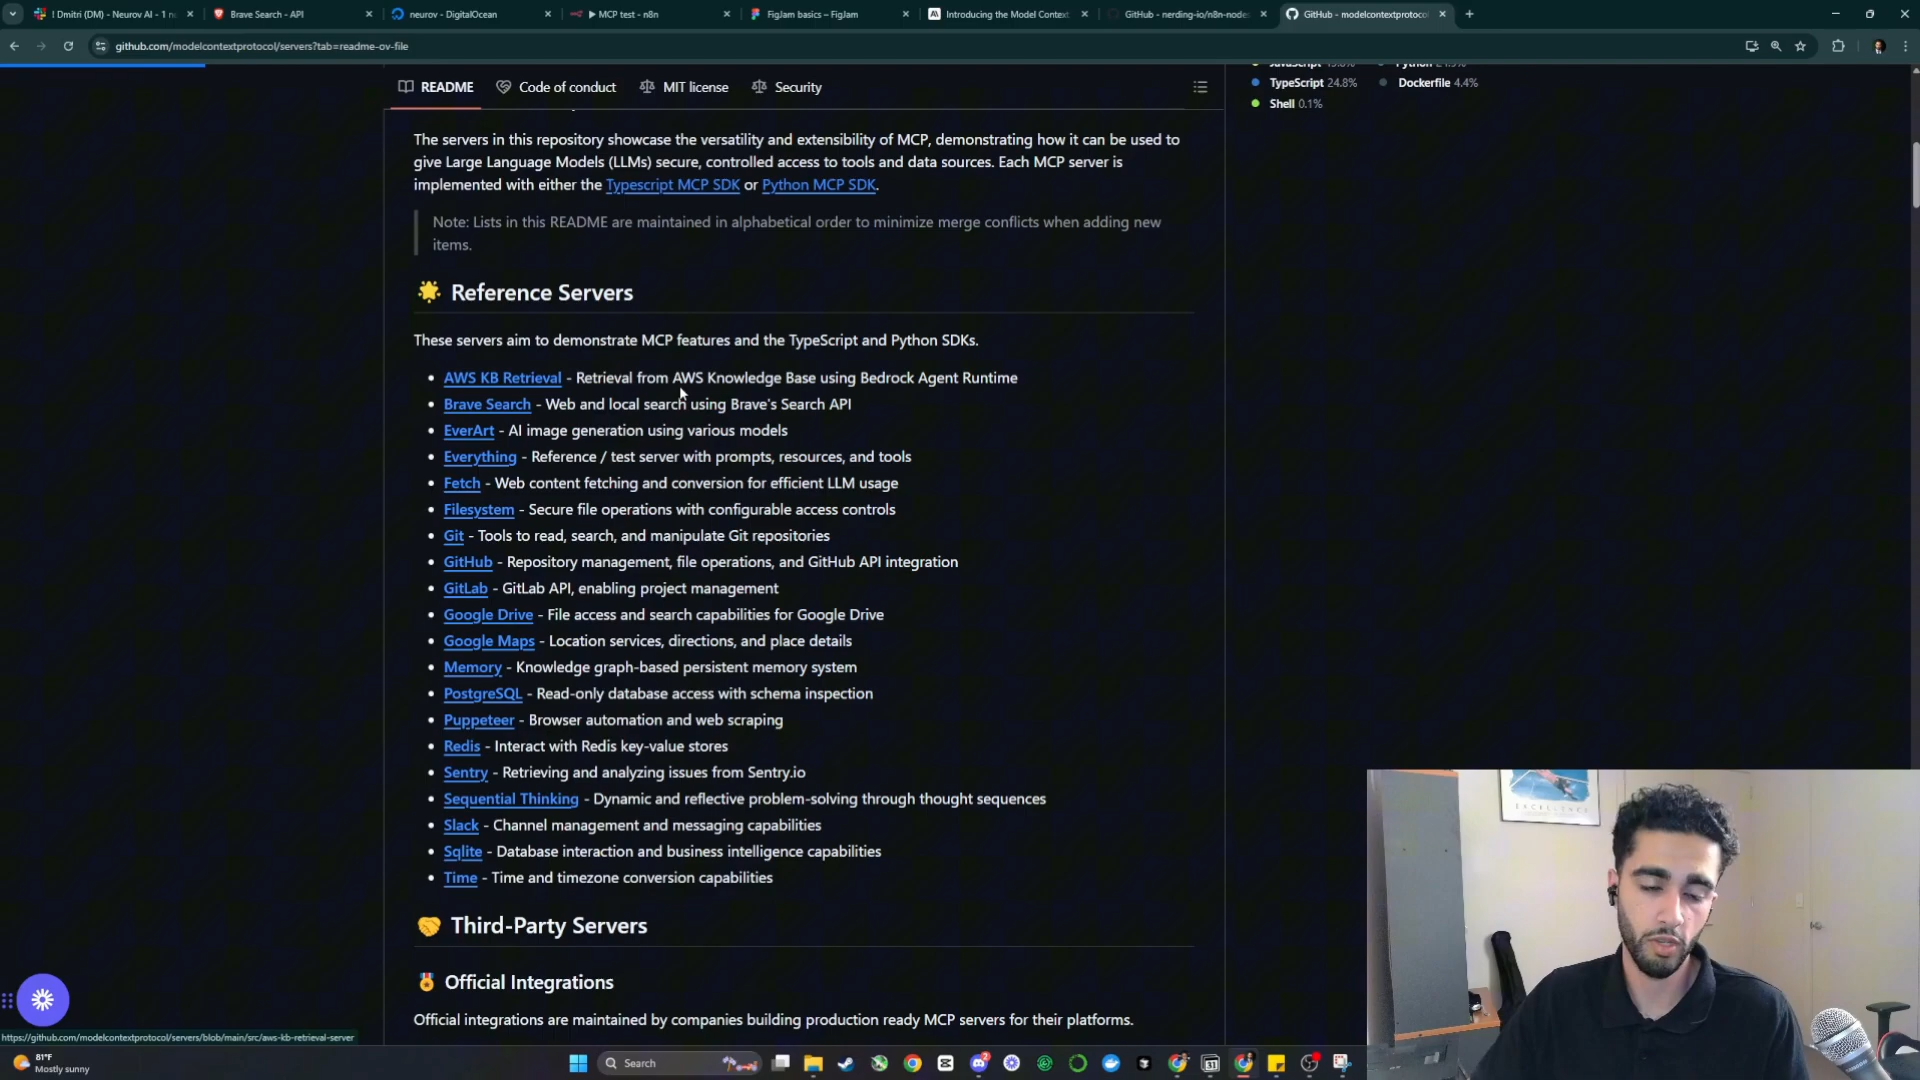 ! Dmitri (DM) - Neurov AI - 1 n
Brave Search - API
neurov - DigitalOcean
▶ MCP test - n8n
FigJam basics – FigJam
Introducing the Model Context
GitHub - nerding-io/n8n-nodes
GitHub - modelcontextprotoco
github.com/modelcontextprotocol/servers?tab=readme-ov-file
README
Code of conduct
MIT license
Security
TypeScript 24.8%
Dockerfile 4.4%
Shell 0.1%
The servers in this repository showcase the versatility and extensibility of MCP, demonstrating how it can be used to
give Large Language Models (LLMs) secure, controlled access to tools and data sources. Each MCP server is
implemented with either the Typescript MCP SDK or Python MCP SDK.
Note: Lists in this README are maintained in alphabetical order to minimize merge conflicts when adding new
items.
Reference Servers
These servers aim to demonstrate MCP features and the TypeScript and Python SDKs.
• AWS KB Retrieval - Retrieval from AWS Knowledge Base using Bedrock Agent Runtime
• Brave Search - Web and local search using Brave's Search API
• EverArt - AI image generation using various models
• Everything - Reference / test server with prompts, resources, and tools
• Fetch - Web content fetching and conversion for efficient LLM usage
• Filesystem - Secure file operations with configurable access controls
• Git - Tools to read, search, and manipulate Git repositories
• GitHub - Repository management, file operations, and GitHub API integration
• GitLab - GitLab API, enabling project management
• Google Drive - File access and search capabilities for Google Drive
• Google Maps - Location services, directions, and place details
• Memory - Knowledge graph-based persistent memory system
• PostgreSQL - Read-only database access with schema inspection
• Puppeteer - Browser automation and web scraping
• Redis - Interact with Redis key-value stores
• Sentry - Retrieving and analyzing issues from Sentry.io
• Sequential Thinking - Dynamic and reflective problem-solving through thought sequences
• Slack - Channel management and messaging capabilities
• Sqlite - Database interaction and business intelligence capabilities
• Time - Time and timezone conversion capabilities
Third-Party Servers
Official Integrations
Official integrations are maintained by companies building production ready MCP servers for their platforms.
EXCELLENCE
https://github.com/modelcontextprotocol/servers/blob/main/src/aws-kb-retrieval-server
81°F
Mostly sunny
Search
2